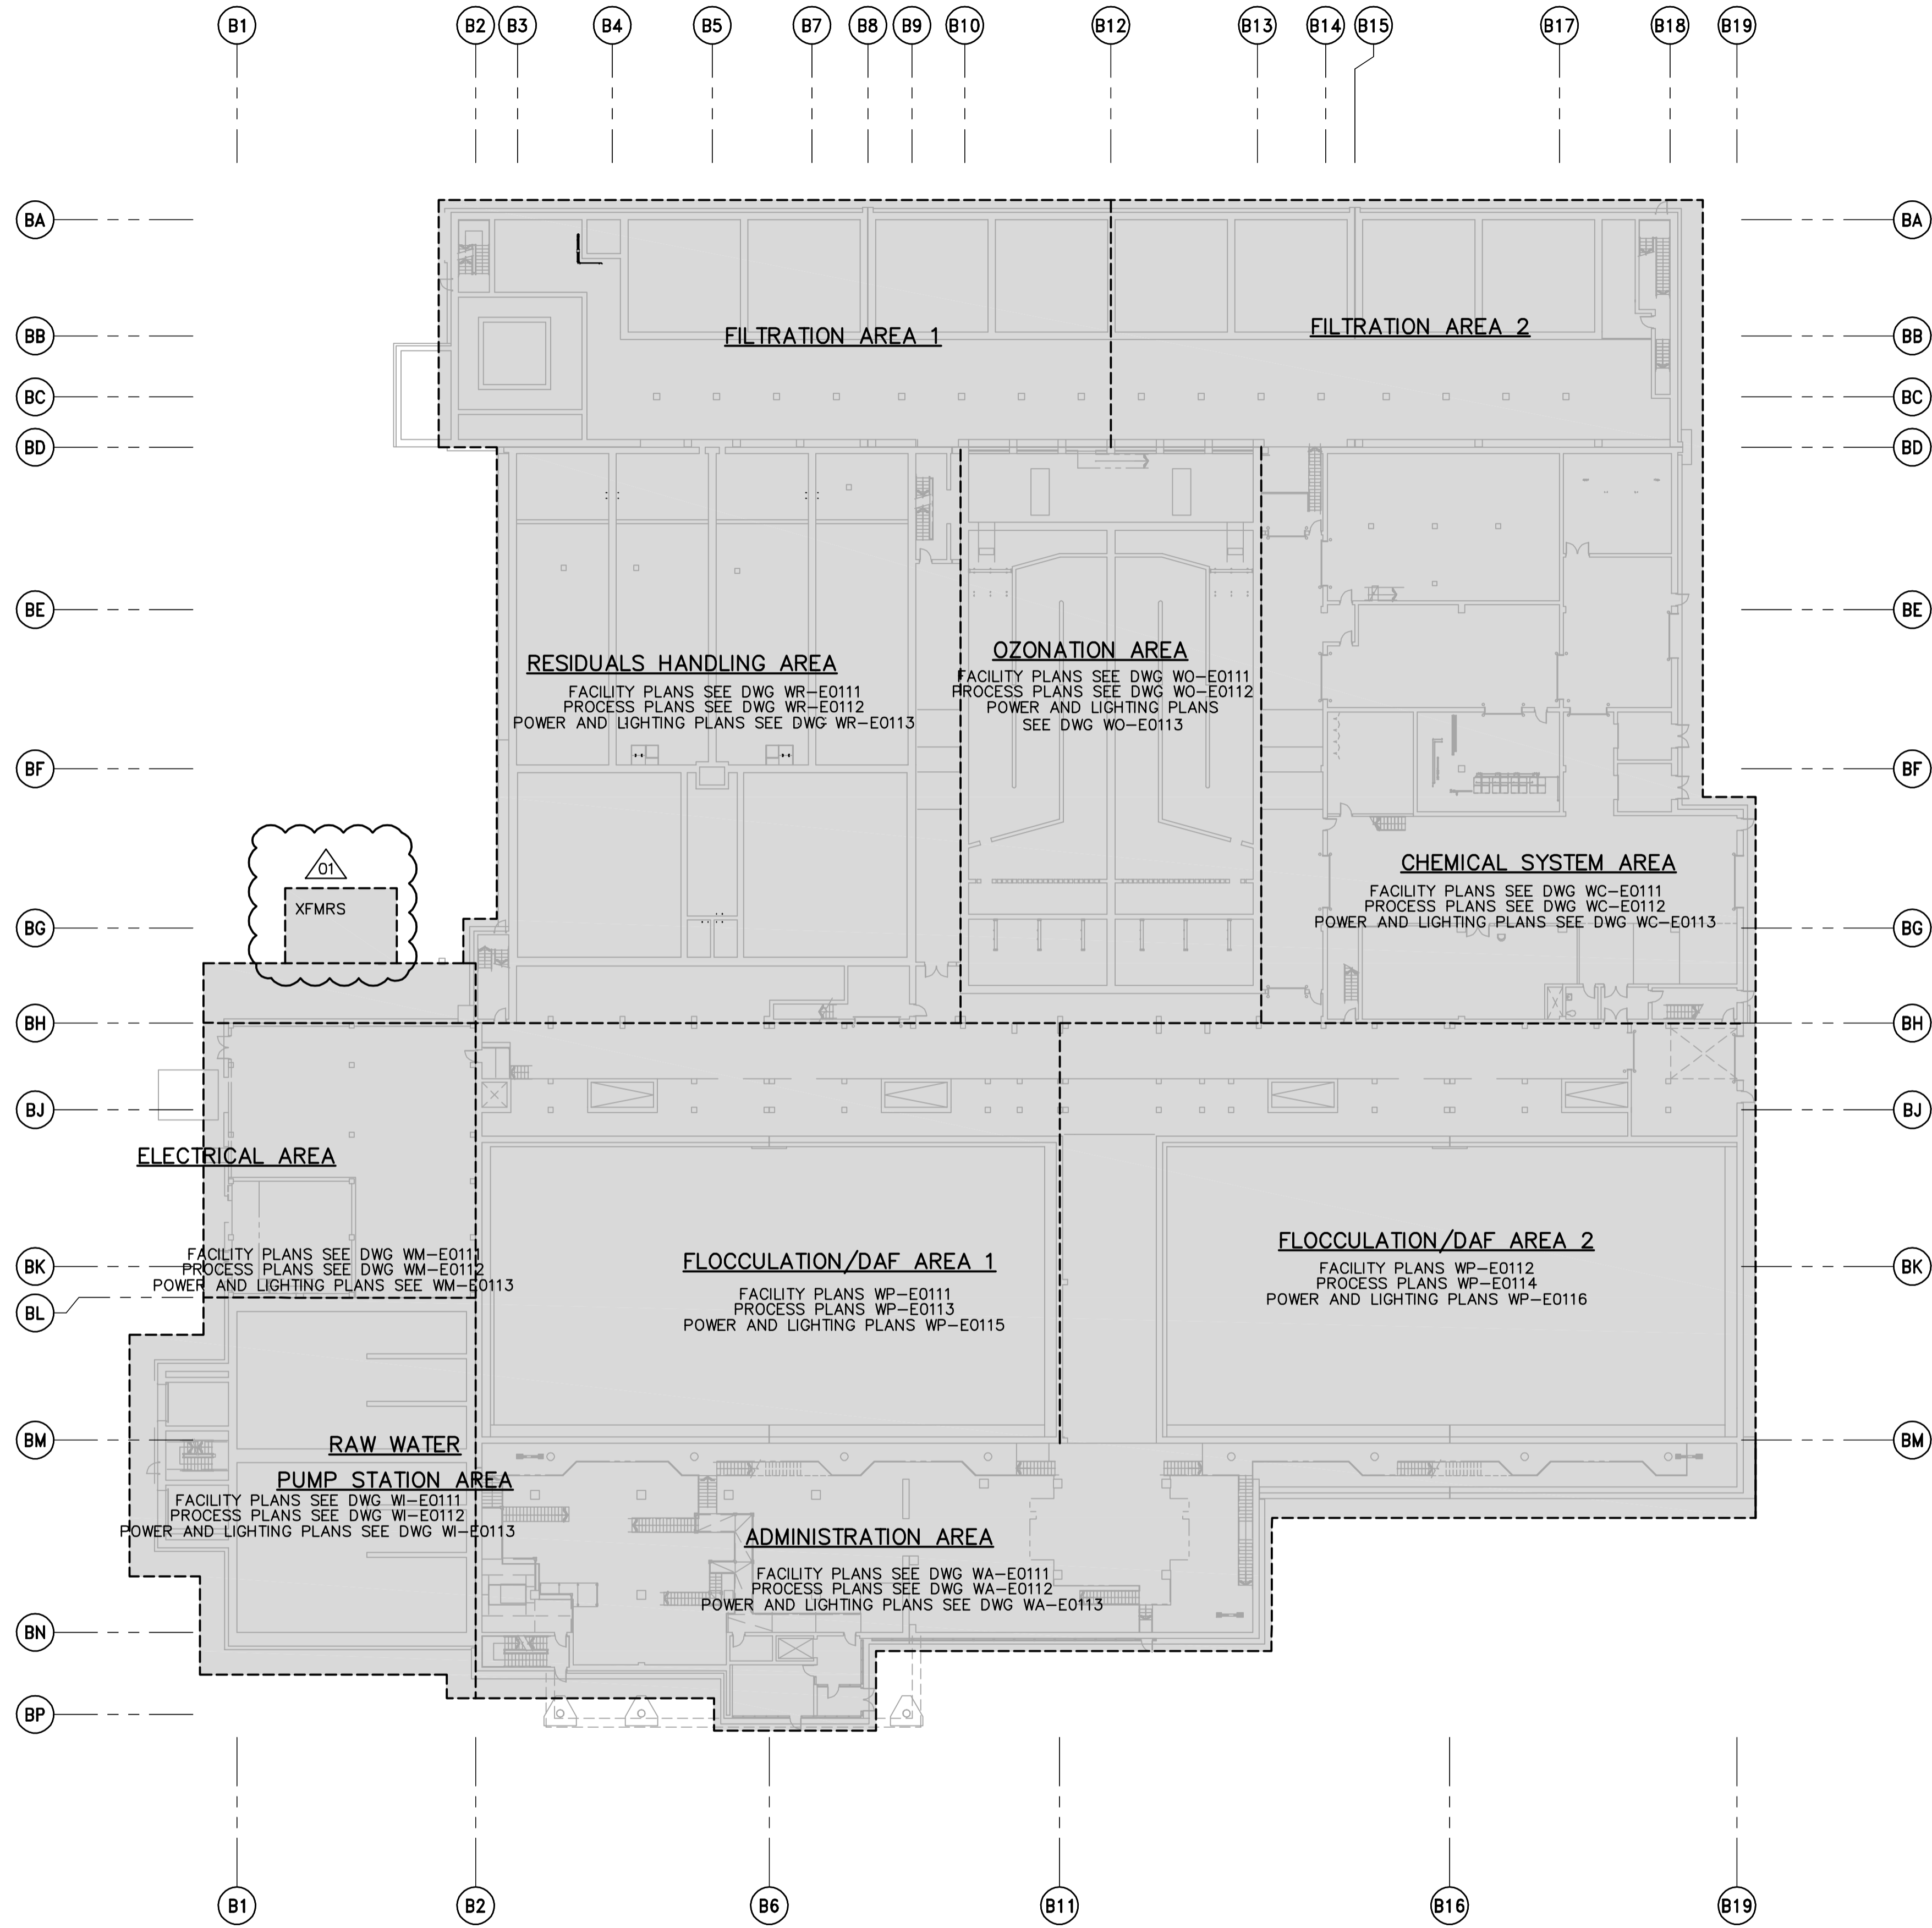 B1
B2
B3
B4
B5
B7
B8
B9
B10
B12
B13
B14
B15
B17
B18
B19
BA
BA
FILTRATION AREA 1
FILTRATION AREA 2
BB
BB
BC
BC
BD
BD
BE
BE
RESIDUALS HANDLING AREA
FACILITY PLANS SEE DWG WR-E0111
PROCESS PLANS SEE DWG WR-E0112
POWER AND LIGHTING PLANS SEE DWG WR-E0113
OZONATION AREA
FACILITY PLANS SEE DWG WO-E0111
PROCESS PLANS SEE DWG WO-E0112
POWER AND LIGHTING PLANS
SEE DWG WO-E0113
BF
BF
01
XFMRS
CHEMICAL SYSTEM AREA
FACILITY PLANS SEE DWG WC-E0111
PROCESS PLANS SEE DWG WC-E0112
POWER AND LIGHTING PLANS SEE DWG WC-E0113
BG
BG
BH
BH
BJ
BJ
ELECTRICAL AREA
FACILITY PLANS SEE DWG WM-E0111
PROCESS PLANS SEE DWG WM-E0112
POWER AND LIGHTING PLANS SEE WM-E0113
BK
BK
BL
FLOCCULATION/DAF AREA 1
FACILITY PLANS WP-E0111
PROCESS PLANS WP-E0113
POWER AND LIGHTING PLANS WP-E0115
FLOCCULATION/DAF AREA 2
FACILITY PLANS WP-E0112
PROCESS PLANS WP-E0114
POWER AND LIGHTING PLANS WP-E0116
BM
BM
RAW WATER
PUMP STATION AREA
FACILITY PLANS SEE DWG WI-E0111
PROCESS PLANS SEE DWG WI-E0112
POWER AND LIGHTING PLANS SEE DWG WI-E0113
ADMINISTRATION AREA
FACILITY PLANS SEE DWG WA-E0111
PROCESS PLANS SEE DWG WA-E0112
POWER AND LIGHTING PLANS SEE DWG WA-E0113
BN
BP
B1
B2
B6
B11
B16
B19